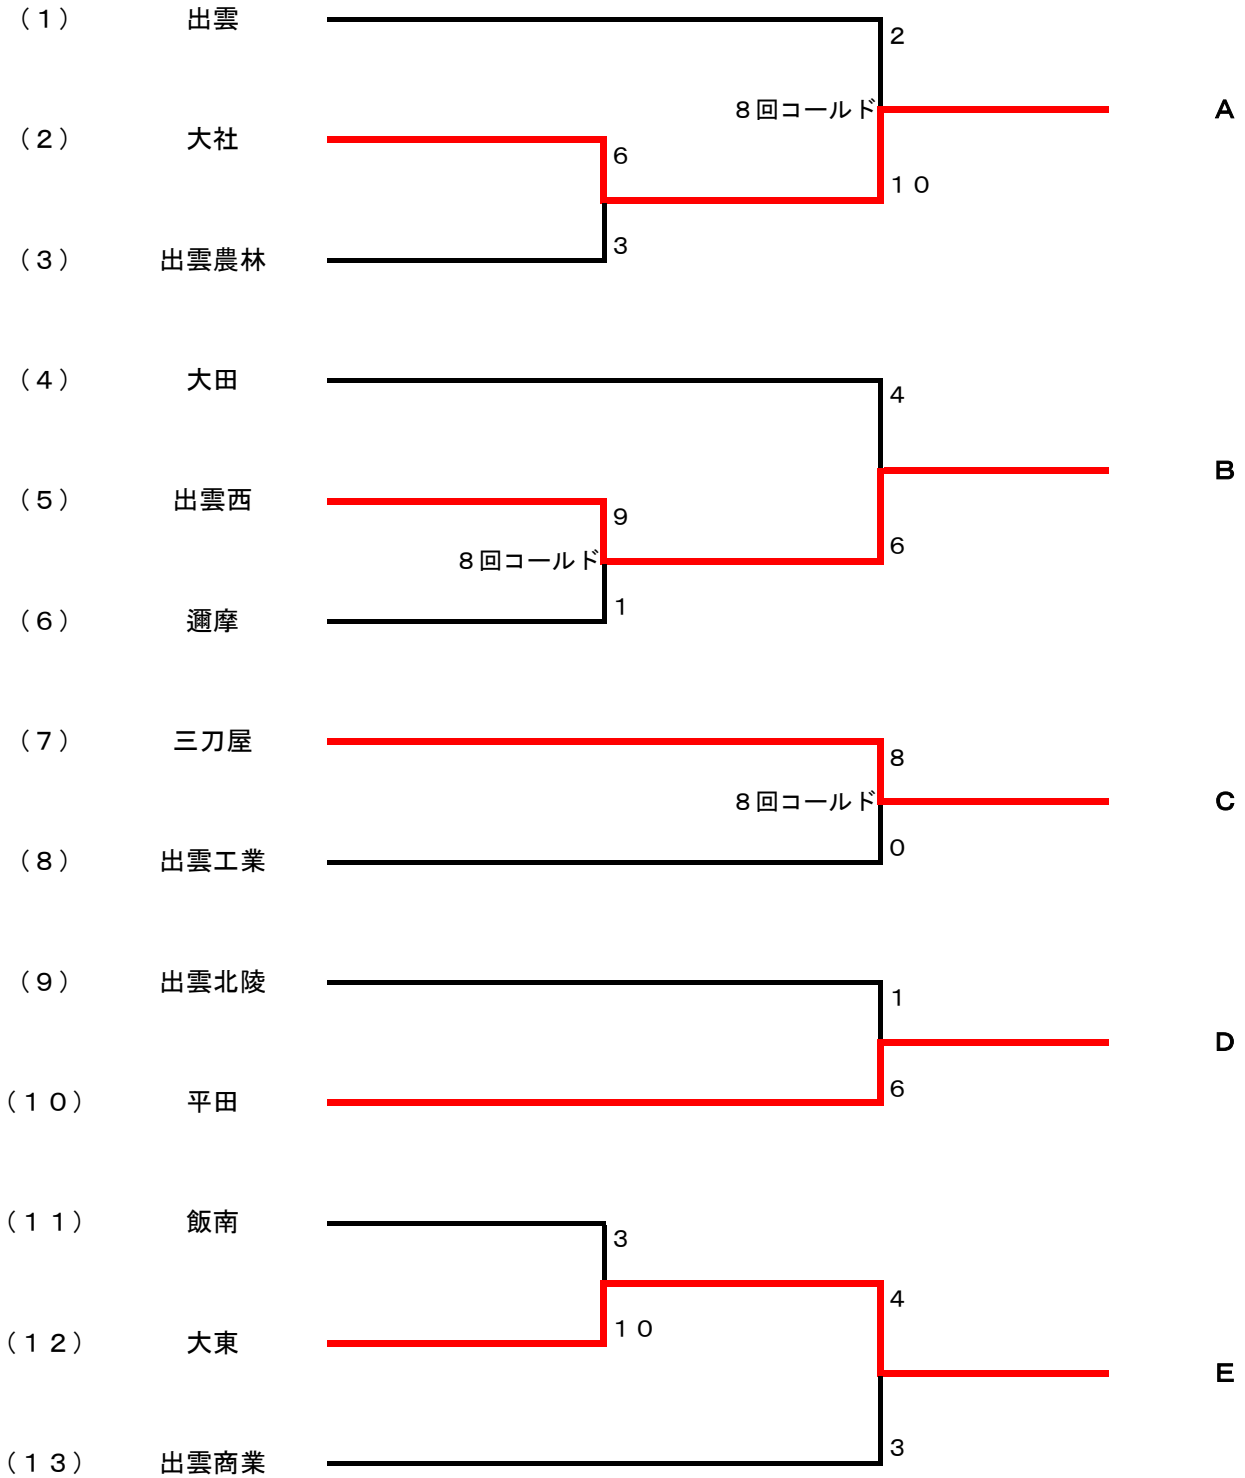 （１） 出雲
2
８回コールド A
（２） 大社
6
１０
3
（３） 出雲農林
（４） 大田
4
B
（５） 出雲西
9
6
８回コールド
1
（６） 邇摩
（７） 三刀屋
8
８回コールド C
0
（８） 出雲工業
（９） 出雲北陵
1
D
6
（１０） 平田
（１１） 飯南
3
4
１０
（１２） 大東
E
3
（１３） 出雲商業